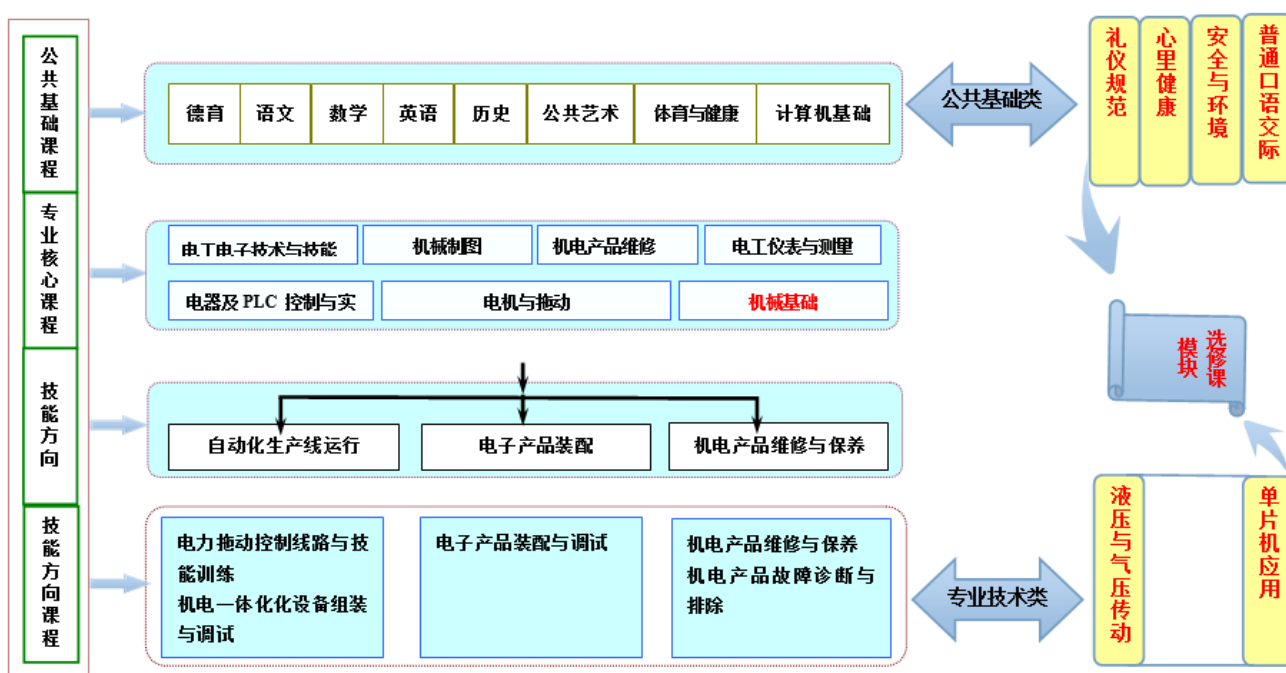 公共基础课程
德育 语文 数学 英语 历史 公共艺术 体育与健康 计算机基础
公共基础类
礼仪规范
心里健康
安全与环境
普通口语交际
专业核心课程
电工电子技术与技能 机械制图 机电产品维修 电工仪表与测量
电器及 PLC 控制与实 电机与拖动 机械基础
选修课
模块
技能方向
自动化生产线运行 电子产品装配 机电产品维修与保养
技能方向课程
电力拖动控制线路与技
能训练
机电一体化化设备组装
与调试
电子产品装配与调试
机电产品维修与保养
机电产品故障诊断与
排除
专业技术类
液压与气压传动
单片机应用